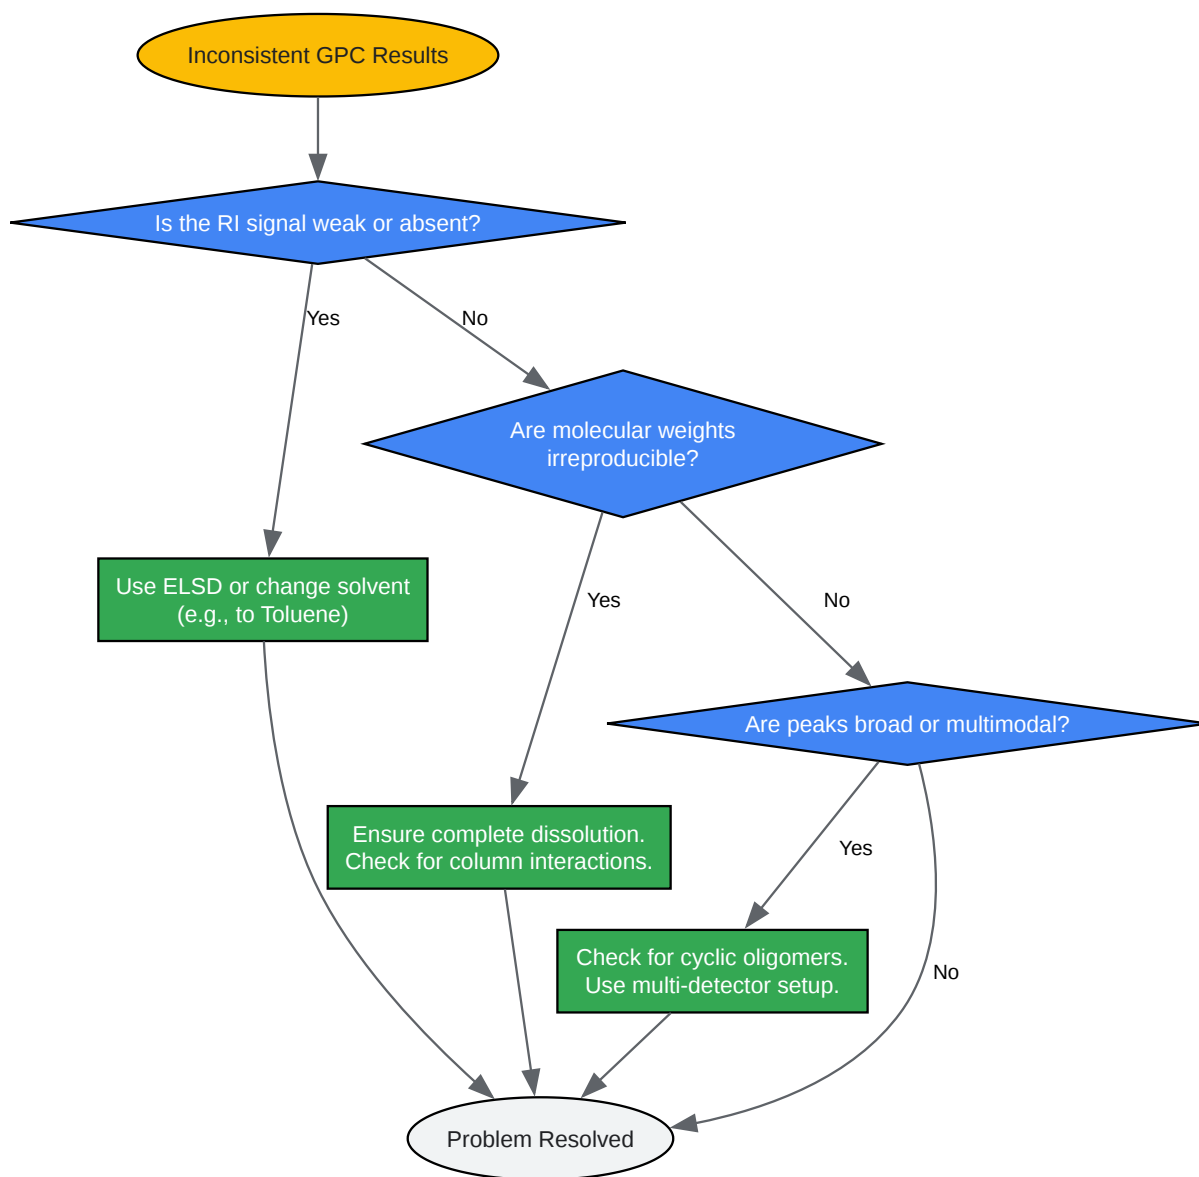 Inconsistent GPC Results
Is the RI signal weak or absent?
Yes
No
Are molecular weights
irreproducible?
Use ELSD or change solvent
(e.g., to Toluene)
Yes
No
Are peaks broad or multimodal?
Ensure complete dissolution.
Check for column interactions.
Yes
Check for cyclic oligomers.
Use multi-detector setup.
No
Problem Resolved